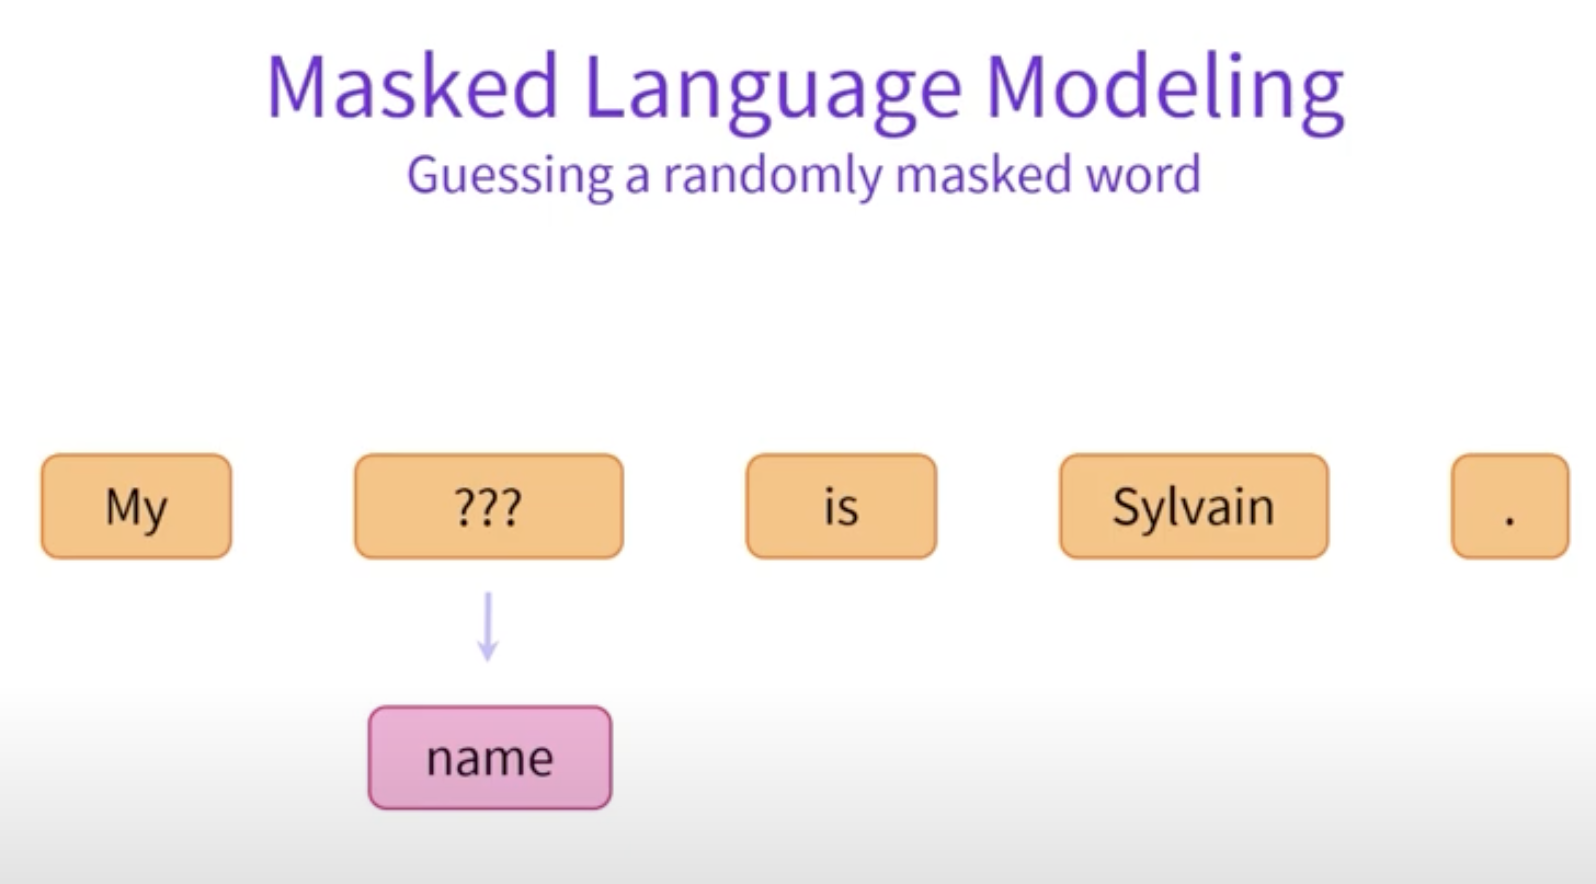 Masked Language Modeling
Guessing a randomly masked word
My ??? is Sylvain .
name